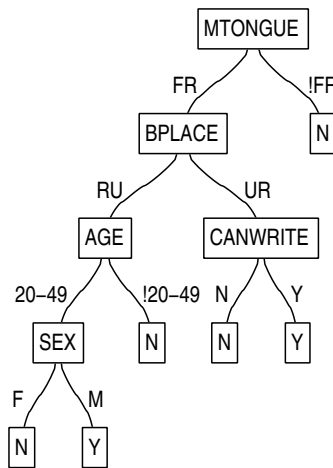 MTONGUE
FR !FR
BPLACE N
RU UR
AGE CANWRITE
20–49 !20–49 N Y
SEX N N Y
F M
N Y